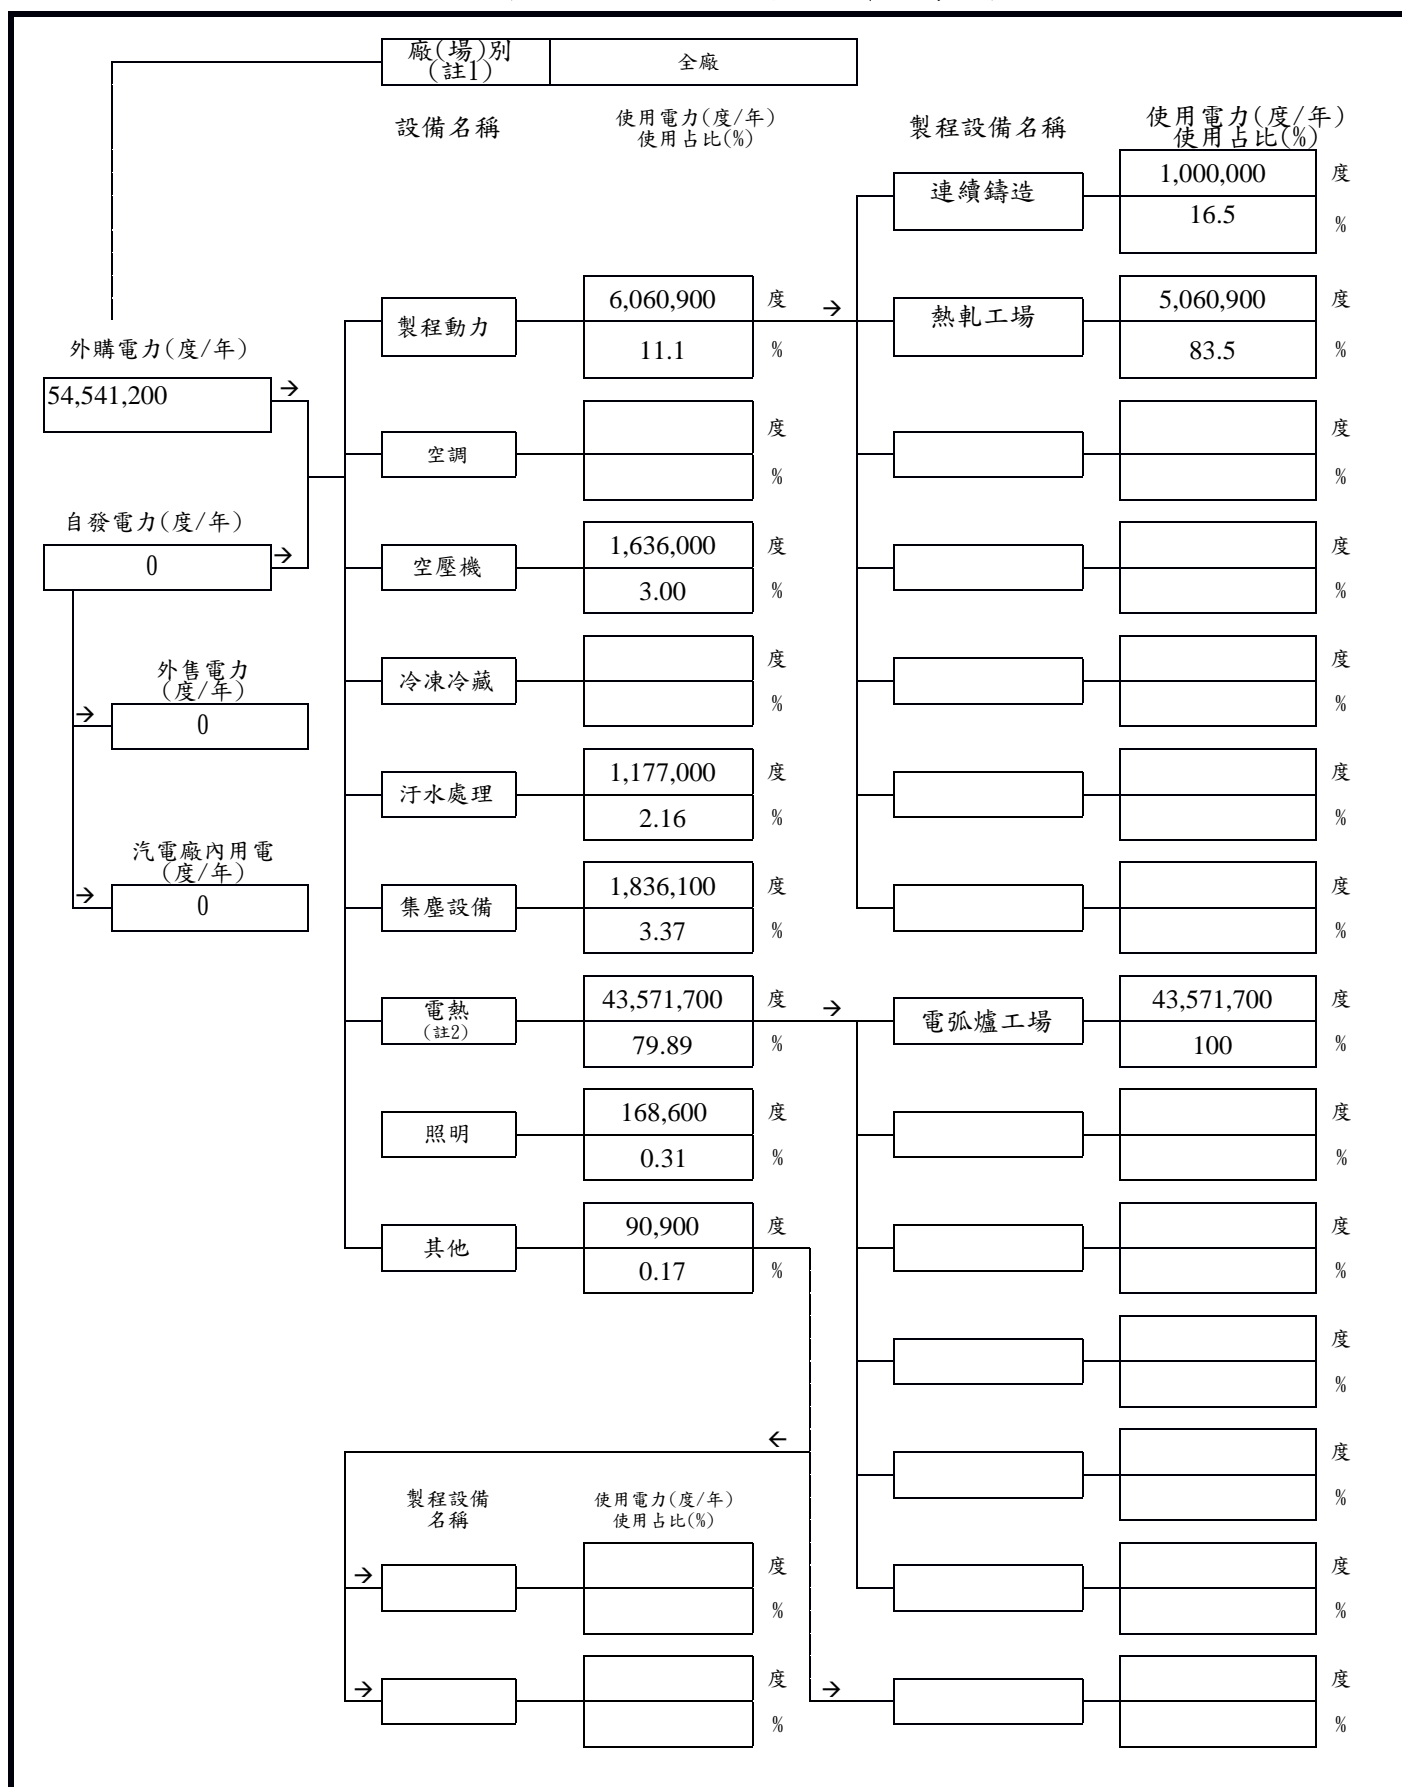 廠(場)別
(註1)
全廠
設備名稱
使用電力(度/年)
使用占比(%)
製程設備名稱
使用電力(度/年)
使用占比(%)
連續鑄造
1,000,000
度
16.5
%
外購電力(度/年)
54,541,200
→
製程動力
6,060,900
度
11.1
%
→
熱軋工場
5,060,900
度
83.5
%
空調
度
%
度
%
自發電力(度/年)
0
→
空壓機
1,636,000
度
3.00
%
度
%
外售電力
(度/年)
→
0
冷凍冷藏
度
%
度
%
汙水處理
1,177,000
度
2.16
%
度
%
汽電廠內用電
(度/年)
→
0
集塵設備
1,836,100
度
3.37
%
度
%
電熱
(註2)
43,571,700
度
79.89
%
→
電弧爐工場
43,571,700
度
100
%
照明
168,600
度
0.31
%
度
%
其他
90,900
度
0.17
%
度
%
度
%
←
度
%
製程設備
名稱
使用電力(度/年)
使用占比(%)
→
度
%
度
%
→
度
%
→
度
%